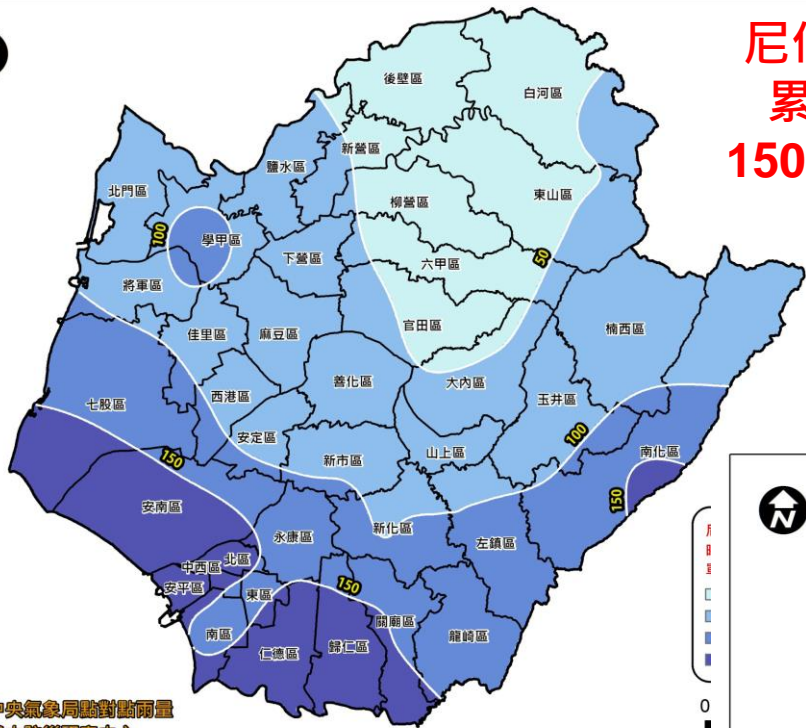 尼
累
150
後壁區
白河區
新營區
鹽水區
北門區
柳營區
東山區
100
學甲區
下營區
六甲區
50
將軍區
官田區
楠西區
佳里區
麻豆區
善化區
大內區
玉井區
七股區
西港區
安定區
100
新市區
山上區
南化區
150
150
安南區
永康區
新化區
左鎮區
北區
中西區
安平區
東區
150
關廟區
南區
仁德區
歸仁區
龍崎區
中央氣象局點對點雨量
N
0